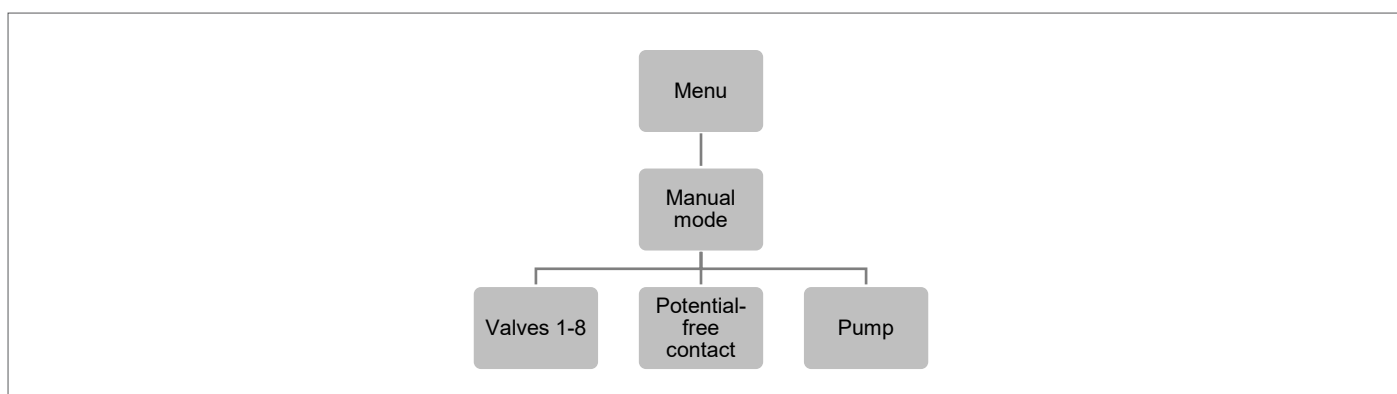 Menu
Manual
mode
Valves 1-8
Potential-
free
contact
Pump